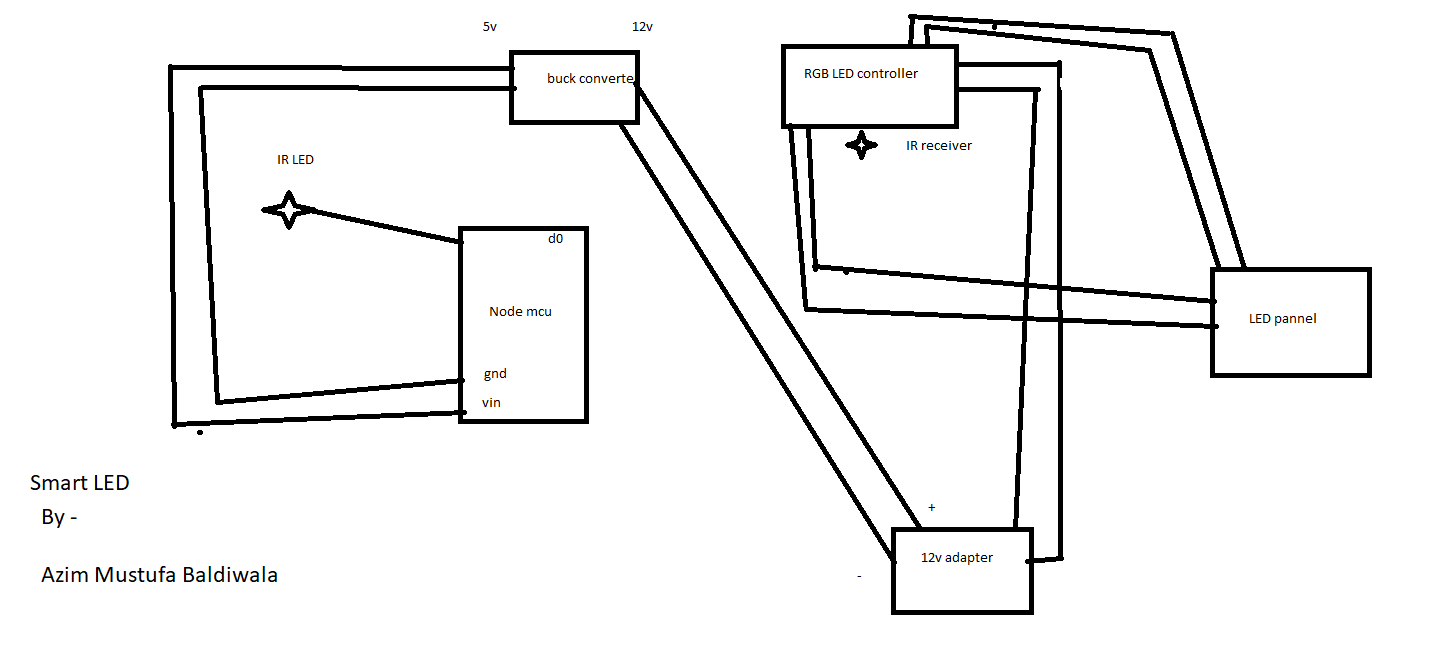 5v
12v
buck converte
RGB LED controller
IR receiver
IR LED
d0
Node mcu
gnd
vin
LED pannel
+
12v adapter
-
Smart LED
By -
Azim Mustufa Baldiwala